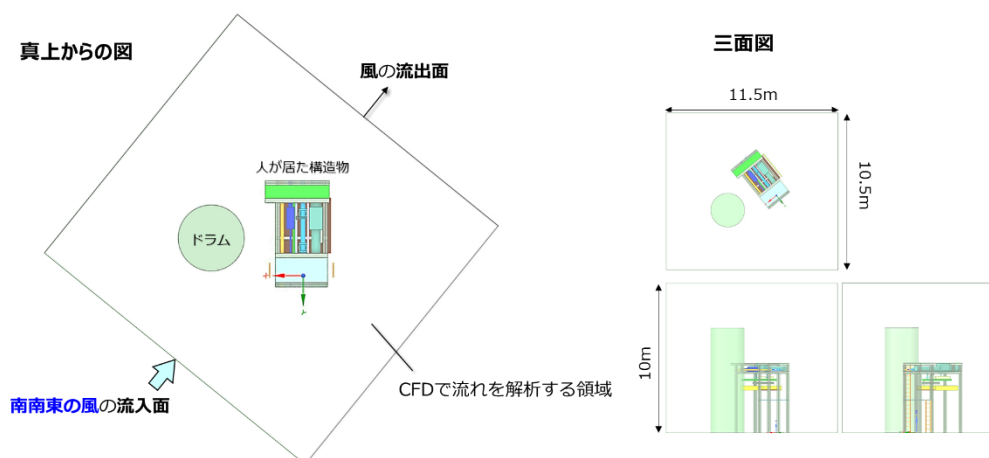 真上からの図
風の流出面
人が居た構造物
ドラム
CFDで流れを解析する領域
南南東の風の流入面
三面図
11.5m
10.5m
10m